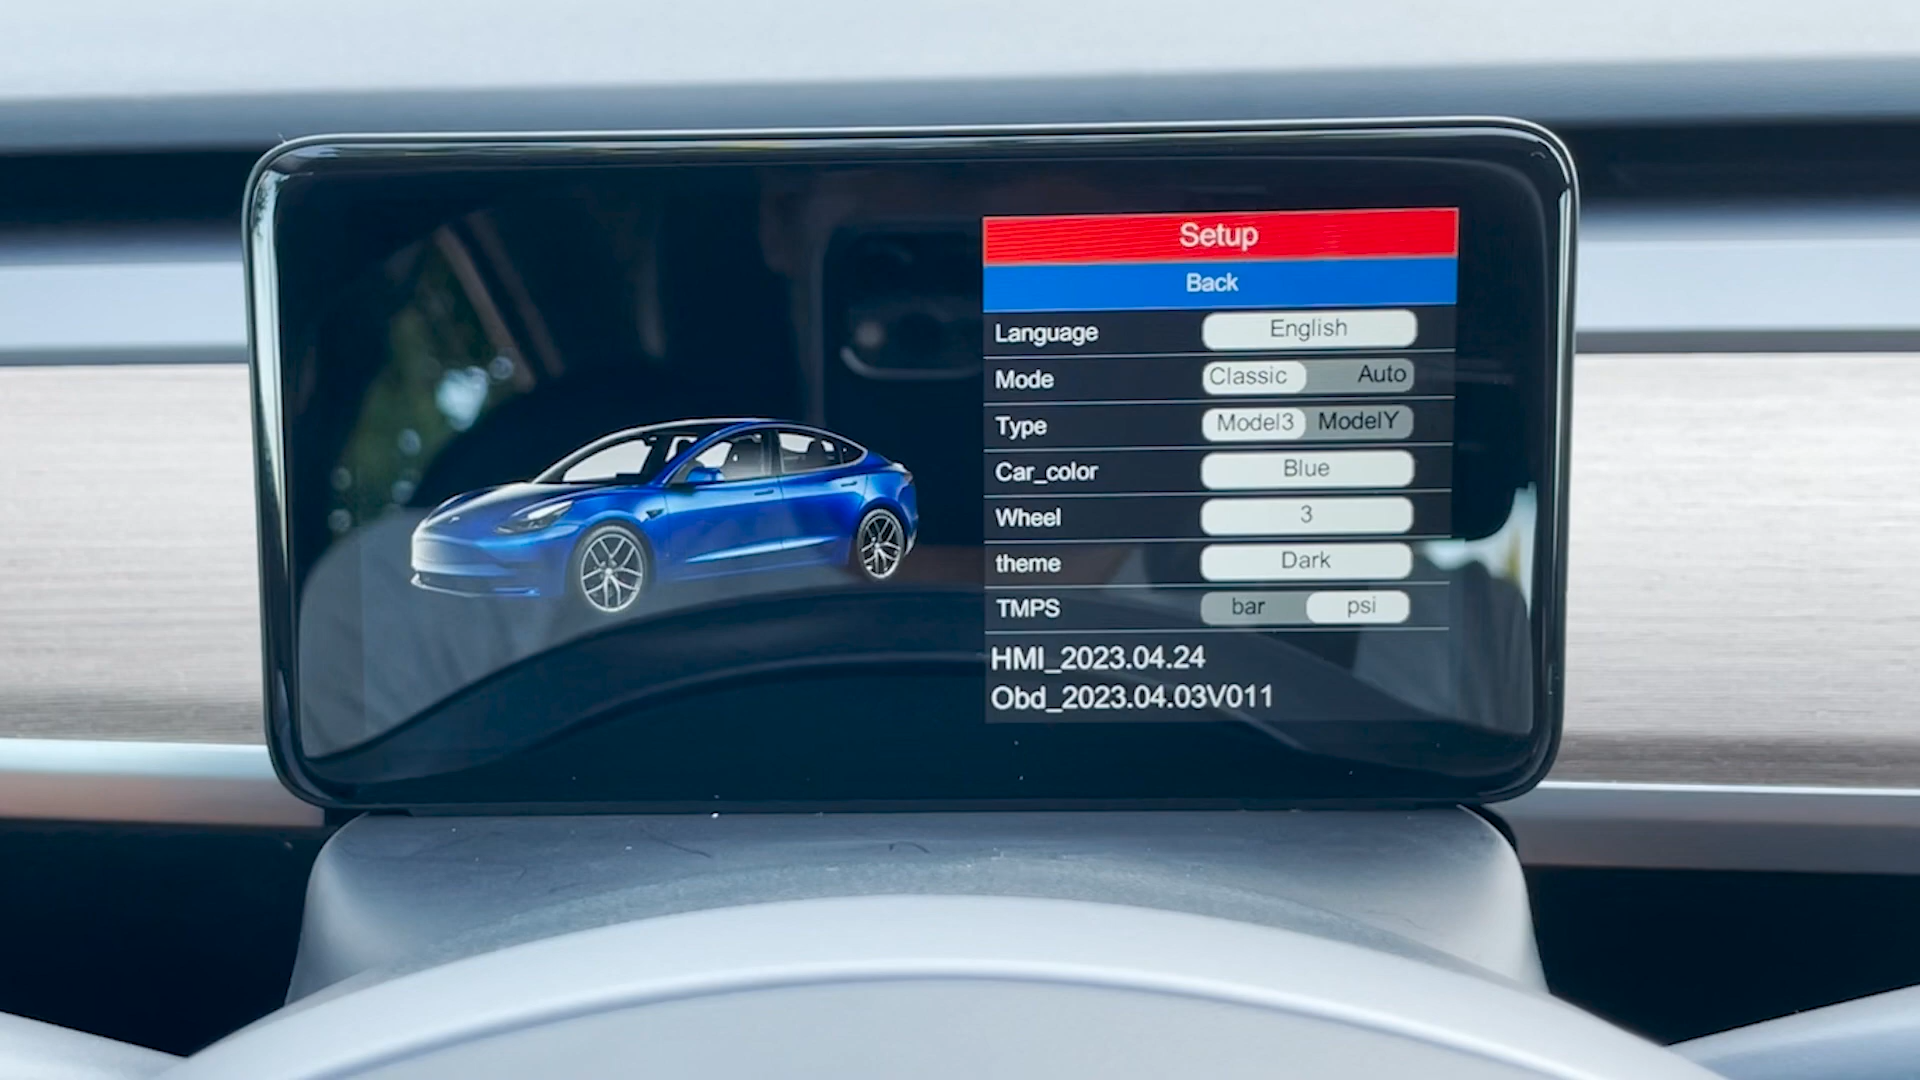 Setup
Back
Language English
Mode Classic Auto
Type Model3 ModelY
Car_color Blue
Wheel 3
theme Dark
TMPS bar psi
HMI_2023.04.24
Obd_2023.04.03V011